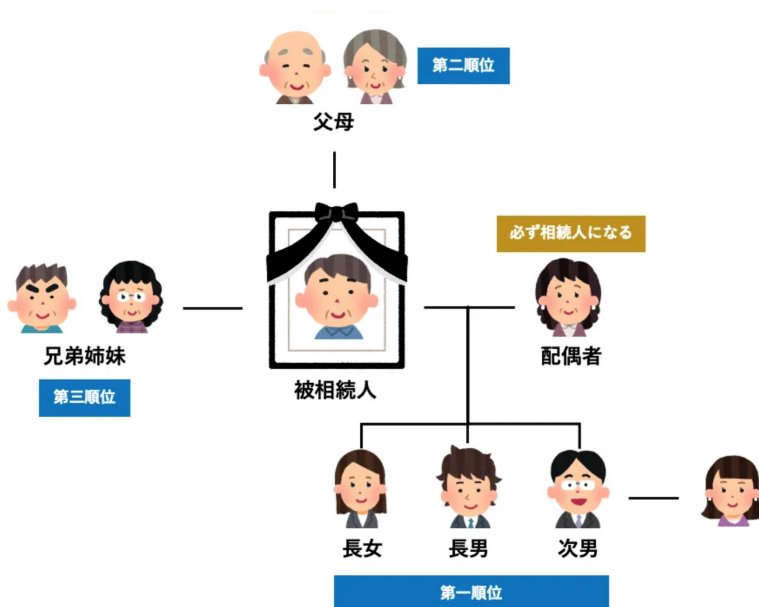 第二順位
父母
必ず相続人になる
兄弟姉妹
第三順位
被相続人
配偶者
長女
長男
次男
第一順位